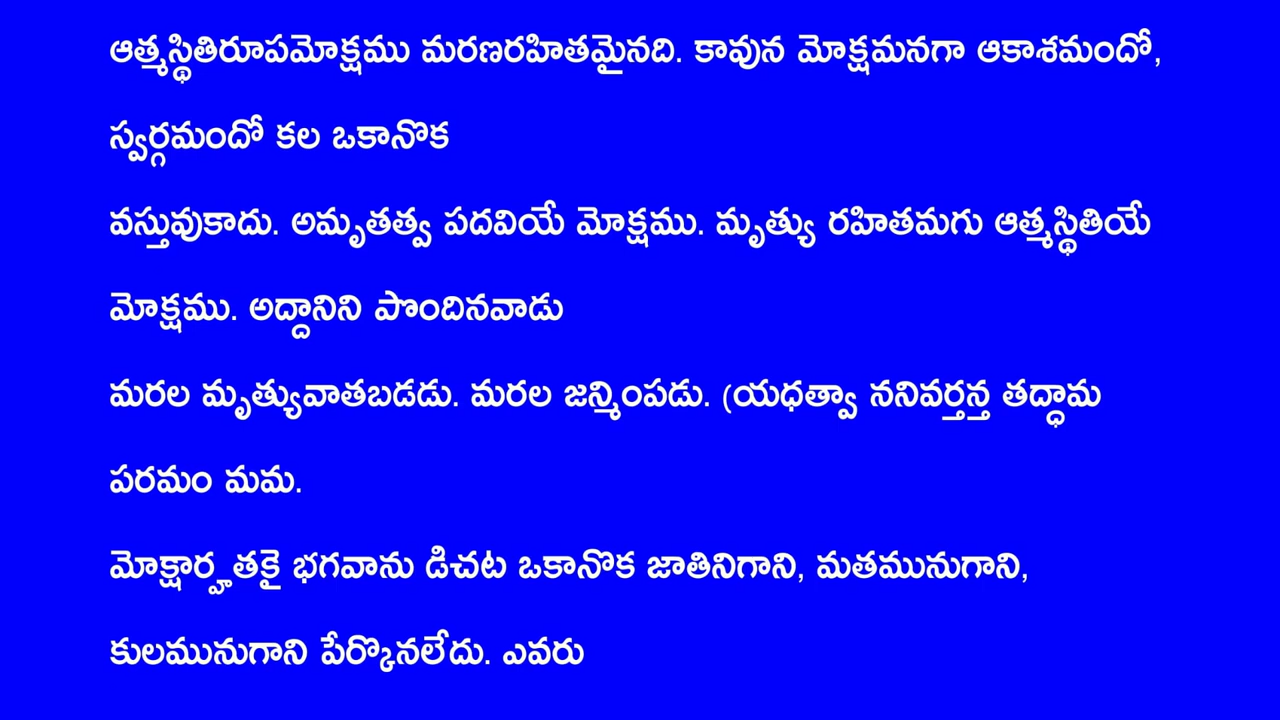 ఆత్మస్థితిరూపమోక్షము మరణరహితమైనది. కావున మోక్షమనగా ఆకాశమందో,
స్వర్గమందో కల ఒకానొక
వస్తువుకాదు. అమృతత్వ పదవియే మోక్షము. మృత్యు రహితమగు ఆత్మస్థితియే
మోక్షము. అద్దానిని పొందినవాడు
మరల మృత్యువాతబడడు. మరల జన్మింపడు. (యధత్వా ననివర్తన్త తద్ధామ
పరమం మమ.
మోక్షార్హతకై భగవాను డిచట ఒకానొక జాతినిగాని, మతమునుగాని,
కులమునుగాని పేర్కొనలేదు. ఎవరు